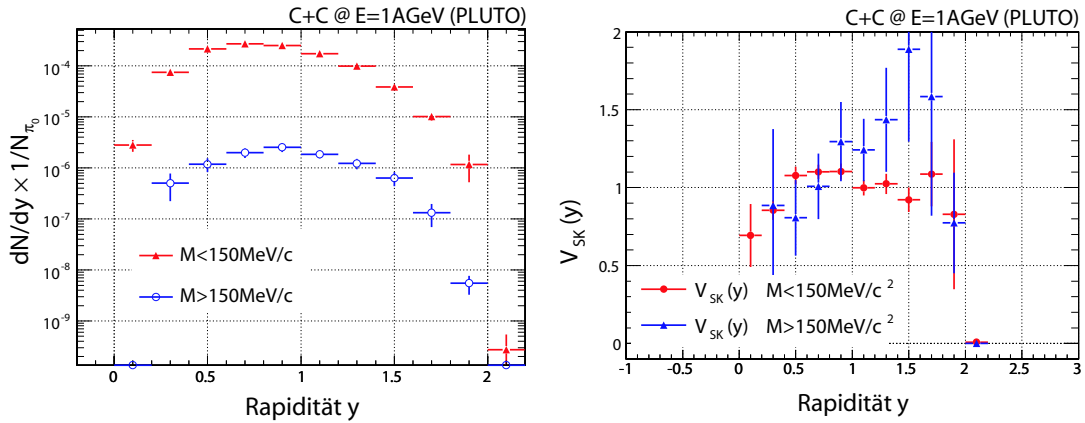 C+C @ E=1AGeV (PLUTO)
dN/dy × 1/N_π₀
10⁻⁴
10⁻⁵
10⁻⁶
10⁻⁷
10⁻⁸
10⁻⁹
M<150MeV/c
M>150MeV/c
0 0.5 1 1.5 2
Rapidität y
C+C @ E=1AGeV (PLUTO)
V_SK (y)
2
1.5
1
0.5
0
V_SK (y) M<150MeV/c ²
V_SK (y) M>150MeV/c ²
-1 -0.5 0 0.5 1 1.5 2 2.5 3
Rapidität y